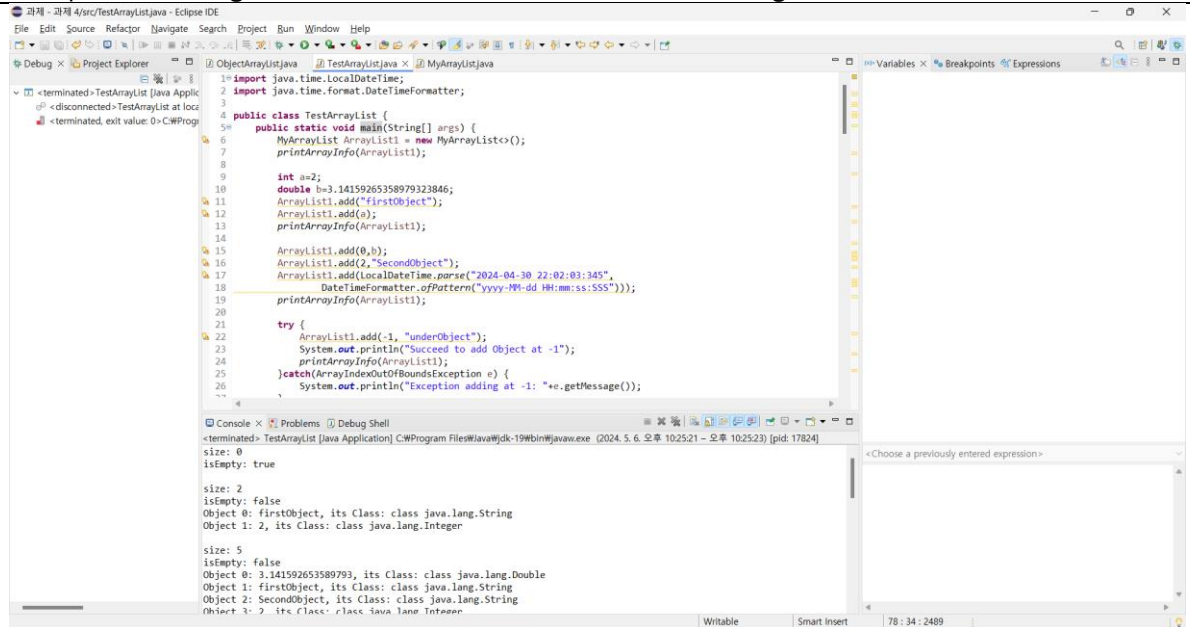 과제 - 과제 4/src/TestArrayList.java - Eclipse IDE
File Edit Source Refactor Navigate Search Project Run Window Help
Debug × Project Explorer
ObjectArrayList.java TestArrayList.java × MyArrayList.java
Variables × Breakpoints Expressions
<terminated>TestArrayList [Java Applic
<disconnected>TestArrayList at loca
<terminated, exit value: 0>C:₩Progr
1 import java.time.LocalDateTime;
2 import java.time.format.DateTimeFormatter;
3
4 public class TestArrayList {
5 public static void main(String[] args) {
6 MyArrayList ArrayList1 = new MyArrayList<>();
7 printArrayInfo(ArrayList1);
8
9 int a=2;
10 double b=3.14159265358979323846;
11 ArrayList1.add("firstObject");
12 ArrayList1.add(a);
13 printArrayInfo(ArrayList1);
14
15 ArrayList1.add(0,b);
16 ArrayList1.add(2,"SecondObject");
17 ArrayList1.add(LocalDateTime.parse("2024-04-30 22:02:03:345",
18 DateTimeFormatter.ofPattern("yyyy-MM-dd HH:mm:ss:SSS")));
19 printArrayInfo(ArrayList1);
20
21 try {
22 ArrayList1.add(-1, "underObject");
23 System.out.println("Succeed to add Object at -1");
24 printArrayInfo(ArrayList1);
25 }catch(ArrayIndexOutOfBoundsException e) {
26 System.out.println("Exception adding at -1: "+e.getMessage());
Console × Problems Debug Shell
<terminated> TestArrayList [Java Application] C:₩Program Files₩Java₩jdk-19₩bin₩javaw.exe (2024. 5. 6. 오후 10:25:21 – 오후 10:25:23) [pid: 17824]
size: 0
isEmpty: true
size: 2
isEmpty: false
Object 0: firstObject, its Class: class java.lang.String
Object 1: 2, its Class: class java.lang.Integer
size: 5
isEmpty: false
Object 0: 3.141592653589793, its Class: class java.lang.Double
Object 1: firstObject, its Class: class java.lang.String
Object 2: SecondObject, its Class: class java.lang.String
Object 3: 2, its Class: class java.lang.Integer
<Choose a previously entered expression>
Writable Smart Insert 78 : 34 : 2489